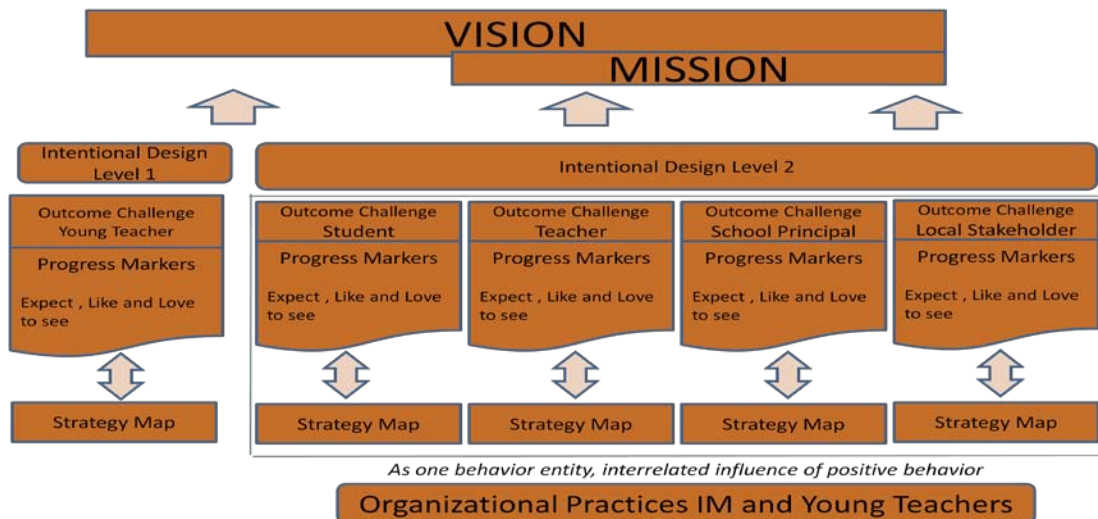 VISION
MISSION
Intentional Design
Level 1
Intentional Design Level 2
Outcome Challenge
Young Teacher
Progress Markers
Expect , Like and Love
to see
Strategy Map
Outcome Challenge
Student
Progress Markers
Expect , Like and Love
to see
Strategy Map
Outcome Challenge
Teacher
Progress Markers
Expect , Like and Love
to see
Strategy Map
Outcome Challenge
School Principal
Progress Markers
Expect , Like and Love
to see
Strategy Map
Outcome Challenge
Local Stakeholder
Progress Markers
Expect , Like and Love
to see
Strategy Map
As one behavior entity, interrelated influence of positive behavior
Organizational Practices IM and Young Teachers